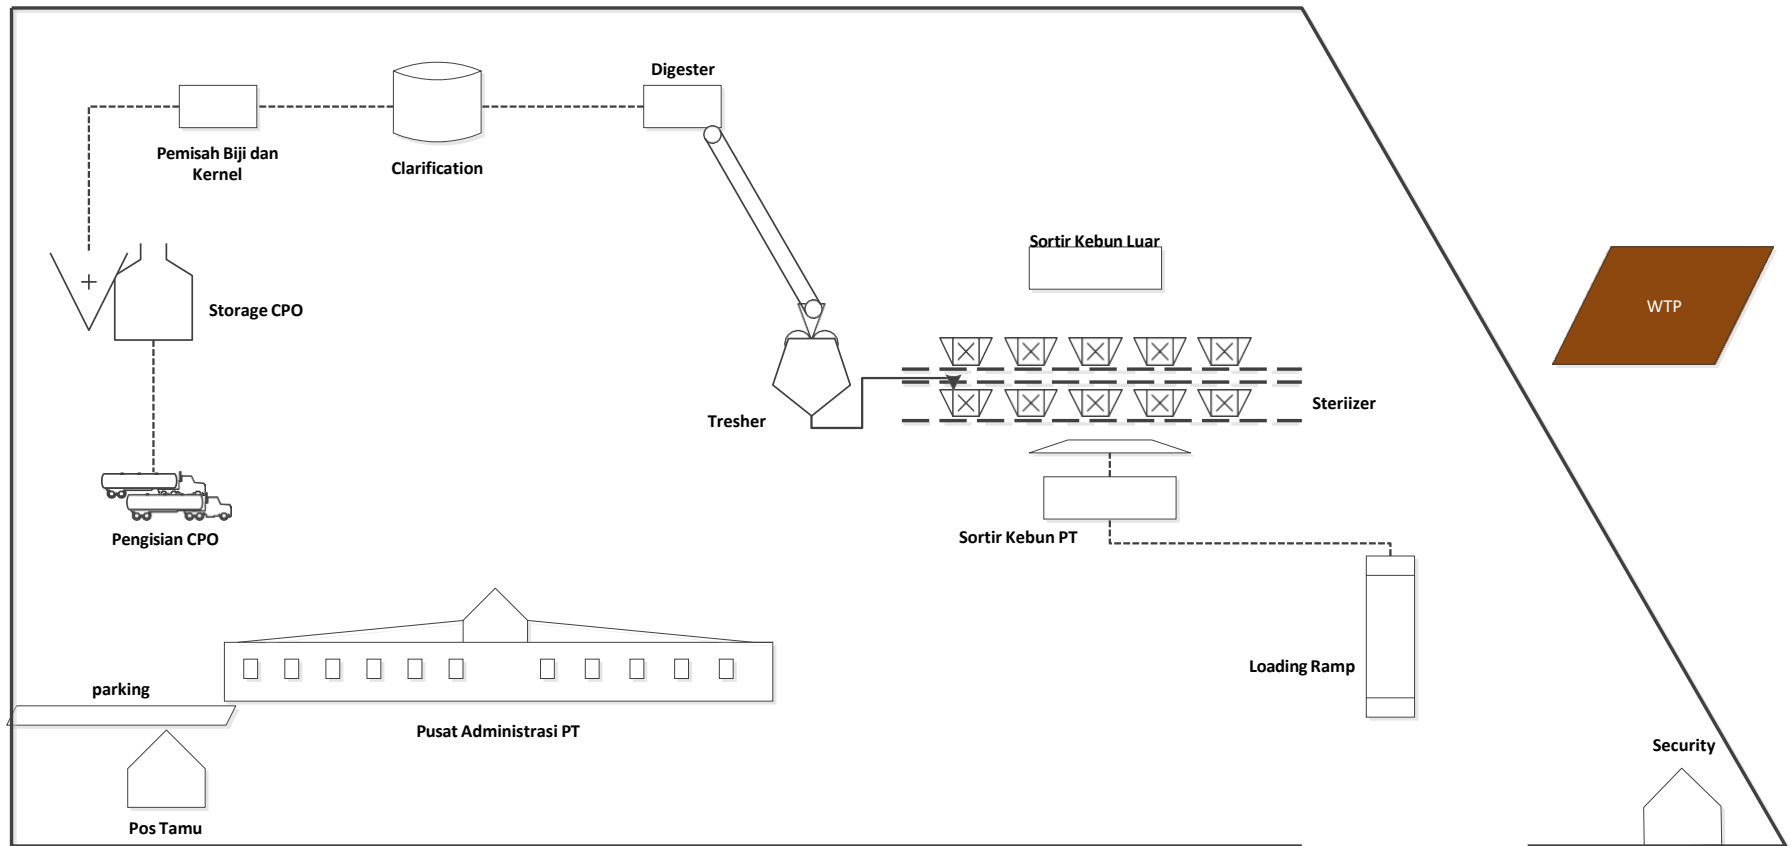 Digester
Pemisah Biji dan
Kernel
Clarification
Sortir Kebun Luar
Storage CPO
WTP
Steriizer
Tresher
Pengisian CPO
Sortir Kebun PT
Loading Ramp
parking
Pusat Administrasi PT
Security
Pos Tamu